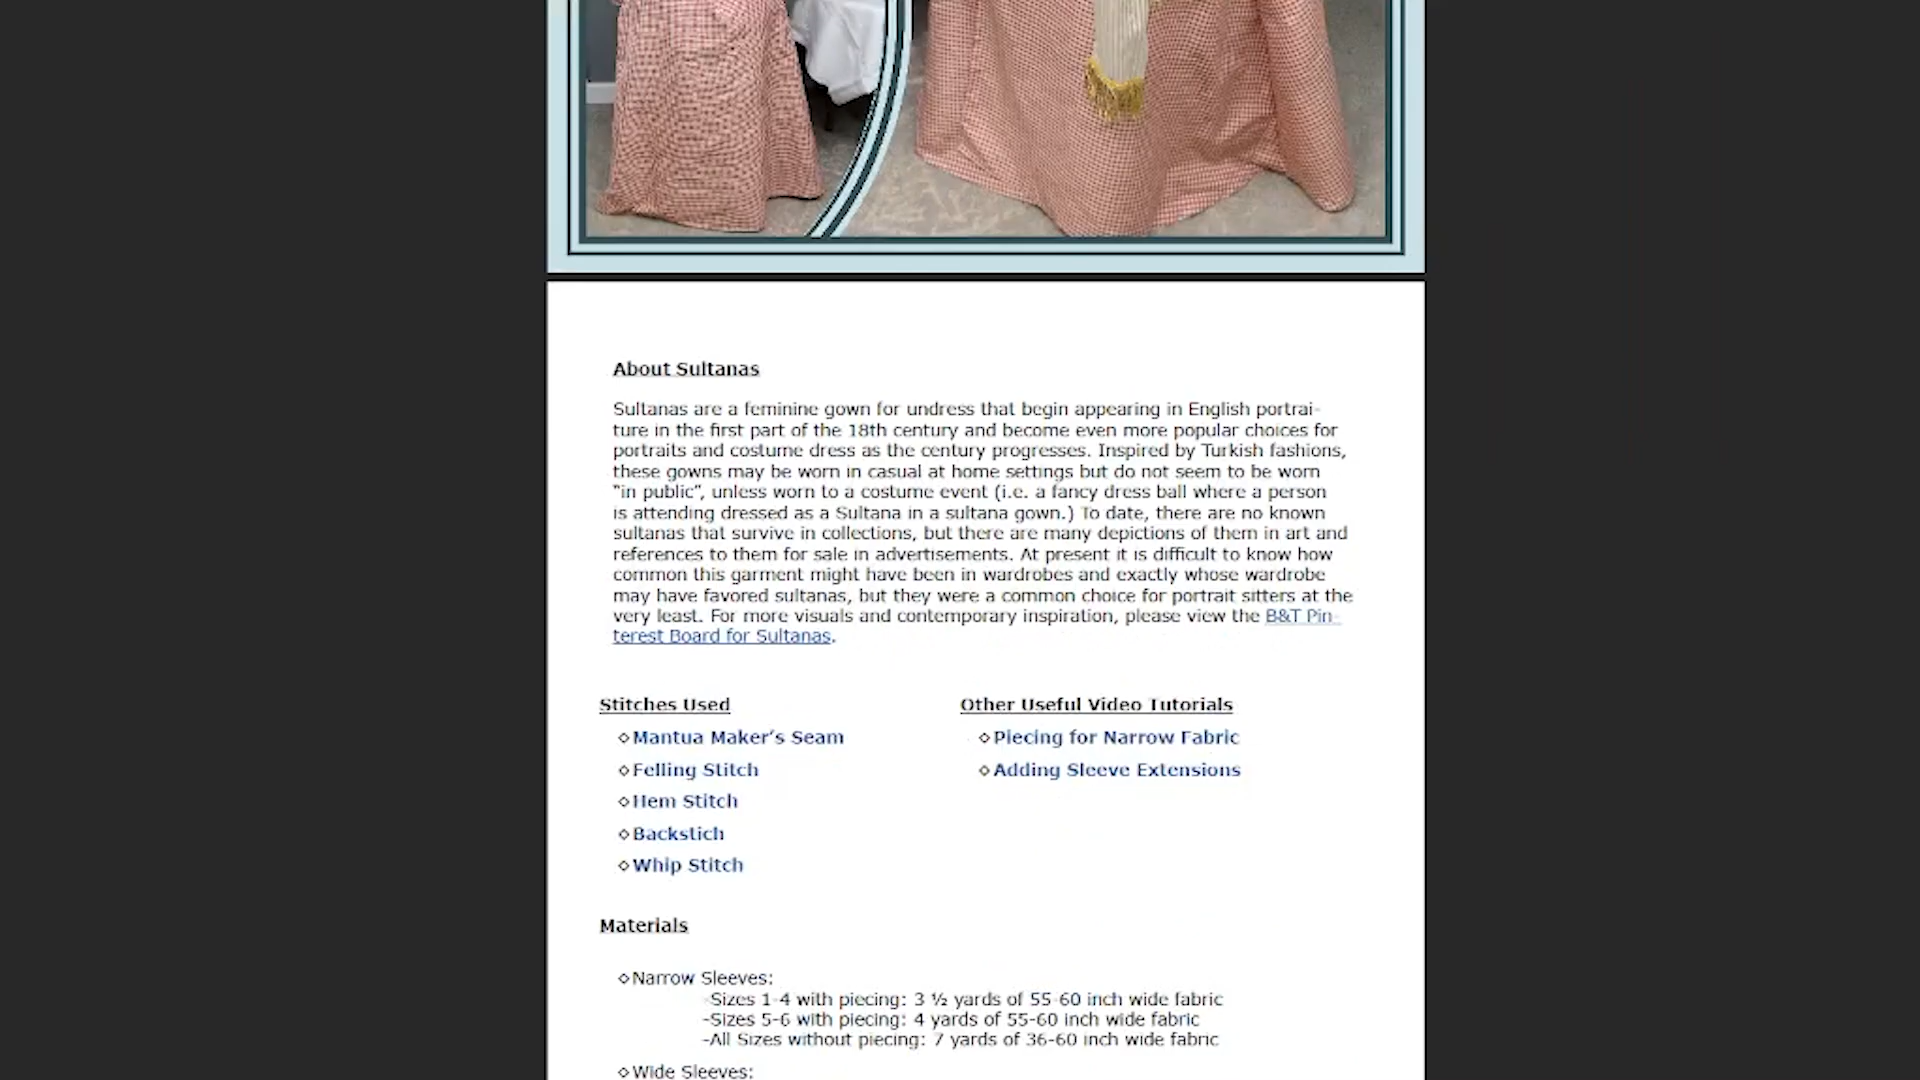 About Sultanas
Sultanas are a feminine gown for undress that begin appearing in English portrai-
ture in the first part of the 18th century and become even more popular choices for
portraits and costume dress as the century progresses. Inspired by Turkish fashions,
these gowns may be worn in casual at home settings but do not seem to be worn
"in public", unless worn to a costume event (i.e. a fancy dress ball where a person
is attending dressed as a Sultana in a sultana gown.) To date, there are no known
sultanas that survive in collections, but there are many depictions of them in art and
references to them for sale in advertisements. At present it is difficult to know how
common this garment might have been in wardrobes and exactly whose wardrobe
may have favored sultanas, but they were a common choice for portrait sitters at the
very least. For more visuals and contemporary inspiration, please view the B&T Pin-
terest Board for Sultanas.
Stitches Used
◇Mantua Maker's Seam
◇Felling Stitch
◇Hem Stitch
◇Backstich
◇Whip Stitch
Other Useful Video Tutorials
◇Piecing for Narrow Fabric
◇Adding Sleeve Extensions
Materials
◇Narrow Sleeves:
-Sizes 1-4 with piecing: 3 ½ yards of 55-60 inch wide fabric
-Sizes 5-6 with piecing: 4 yards of 55-60 inch wide fabric
-All Sizes without piecing: 7 yards of 36-60 inch wide fabric
◇Wide Sleeves: